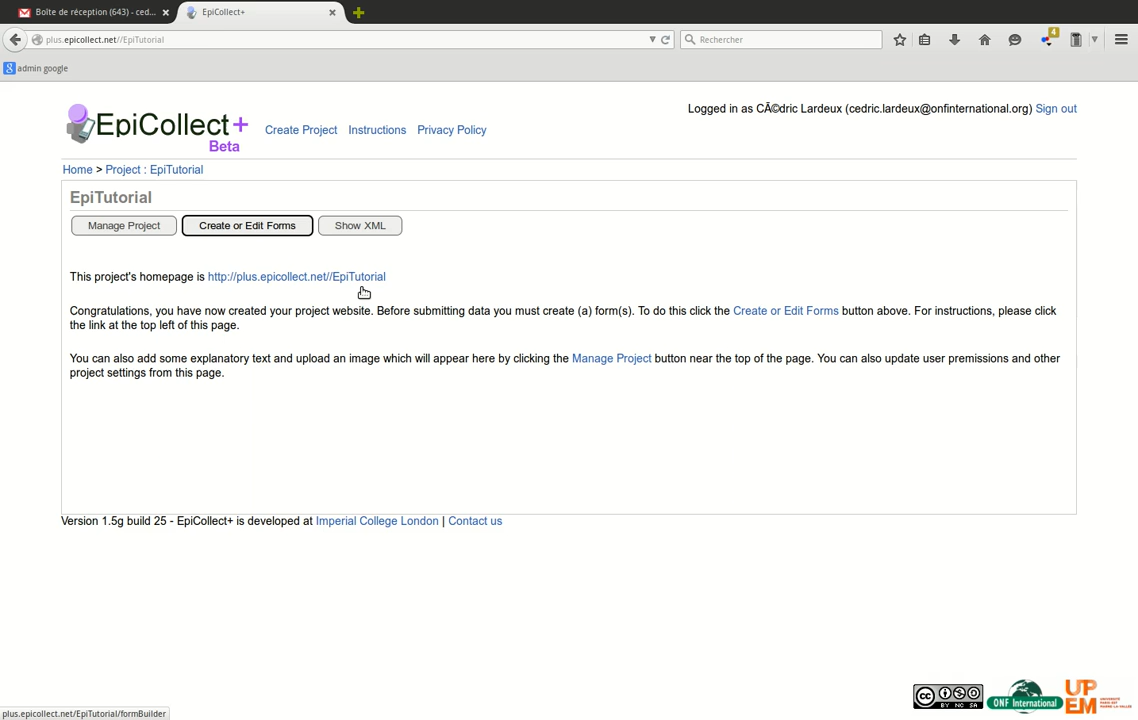 Boîte de réception (643) - ced...
EpiCollect+
plus.epicollect.net//EpiTutorial
Rechercher
4
8 admin google
EpiCollect+
Beta
Create Project Instructions Privacy Policy
Logged in as CÃ©dric Lardeux (cedric.lardeux@onfinternational.org) Sign out
Home > Project : EpiTutorial
EpiTutorial
Manage Project Create or Edit Forms Show XML
This project's homepage is http://plus.epicollect.net//EpiTutorial
Congratulations, you have now created your project website. Before submitting data you must create (a) form(s). To do this click the Create or Edit Forms button above. For instructions, please click
the link at the top left of this page.
You can also add some explanatory text and upload an image which will appear here by clicking the Manage Project button near the top of the page. You can also update user premissions and other
project settings from this page.
Version 1.5g build 25 - EpiCollect+ is developed at Imperial College London | Contact us
cc BY NC SA
ONF International
UPEM
plus.epicollect.net/EpiTutorial/formBuilder